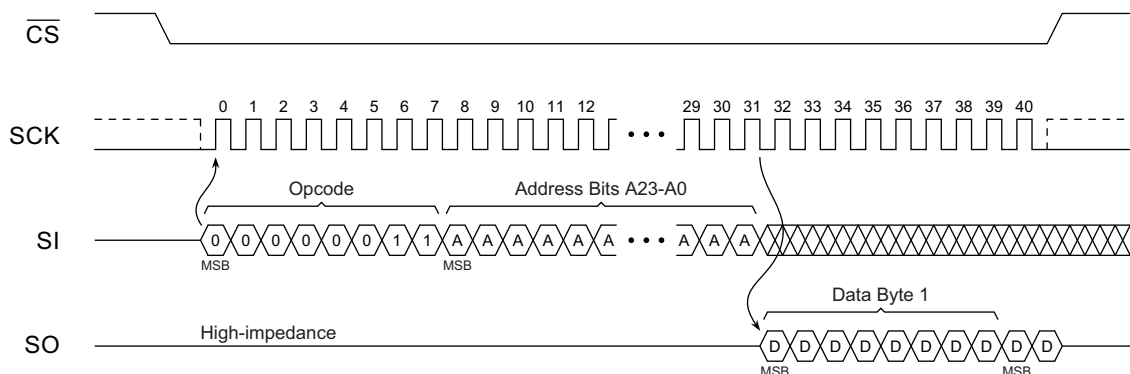 CS
0 1 2 3 4 5 6 7 8 9 10 11 12 29 30 31 32 33 34 35 36 37 38 39 40
SCK
Opcode Address Bits A23-A0
SI 0 0 0 0 0 0 1 1 A A A A A A A A A
MSB MSB
Data Byte 1
High-impedance
SO D D D D D D D D D D
MSB MSB